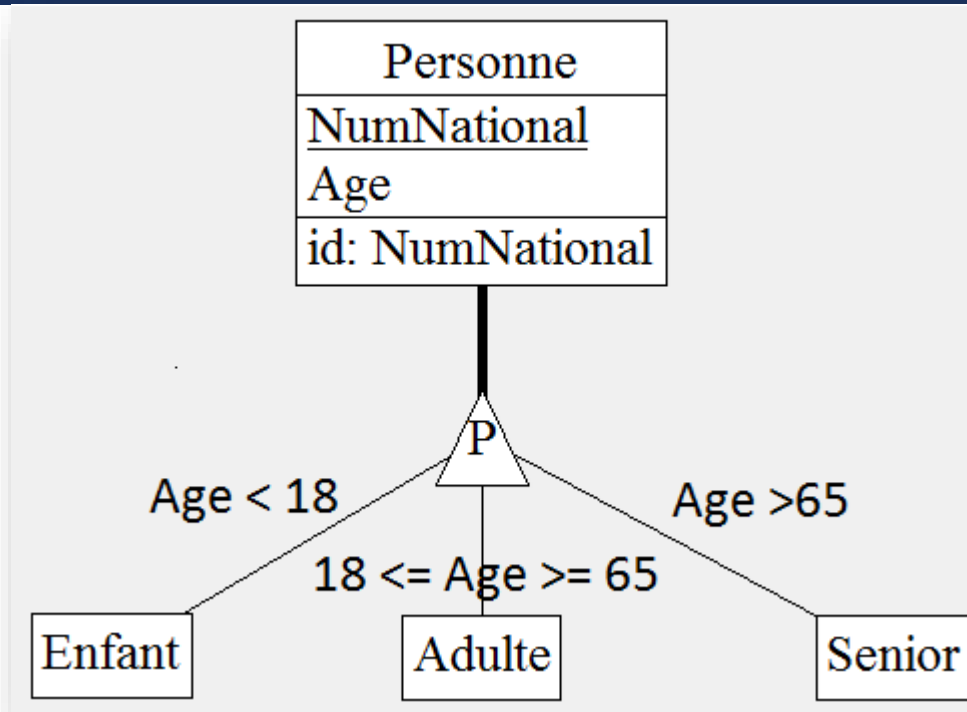 Personne
NumNational
Age
id: NumNational
P
Age < 18
Age >65
18 <= Age >= 65
Enfant
Adulte
Senior